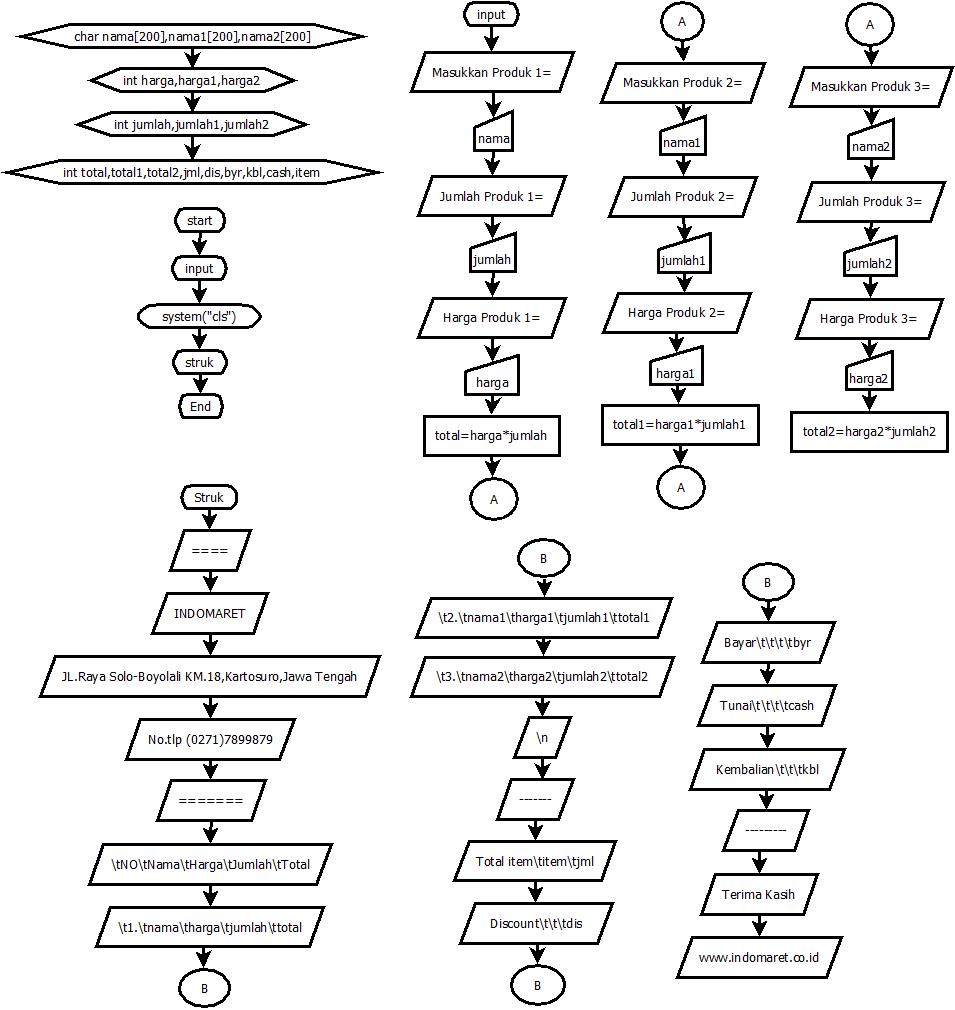 char nama[200],nama1[200],nama2[200]
int harga,harga1,harga2
int jumlah,jumlah1,jumlah2
int total,total1,total2,jml,dis,byr,kbl,cash,item
start
input
system("cls")
struk
End
input
Masukkan Produk 1=
nama
Jumlah Produk 1=
jumlah
Harga Produk 1=
harga
total=harga*jumlah
A
A
Masukkan Produk 2=
nama1
Jumlah Produk 2=
jumlah1
Harga Produk 2=
harga1
total1=harga1*jumlah1
A
A
Masukkan Produk 3=
nama2
Jumlah Produk 3=
jumlah2
Harga Produk 3=
harga2
total2=harga2*jumlah2
Struk
====
INDOMARET
JL.Raya Solo-Boyolali KM.18,Kartosuro,Jawa Tengah
No.tlp (0271)7899879
=======
\tNO\tNama\tHarga\tJumlah\tTotal
\t1.\tnama\tharga\tjumlah\ttotal
B
B
\t2.\tnama1\tharga1\tjumlah1\ttotal1
\t3.\tnama2\tharga2\tjumlah2\ttotal2
\n
-------
Total item\titem\tjml
Discount\t\t\tdis
B
B
Bayar\t\t\t\tbyr
Tunai\t\t\t\tcash
Kembalian\t\t\tkbl
---------
Terima Kasih
www.indomaret.co.id